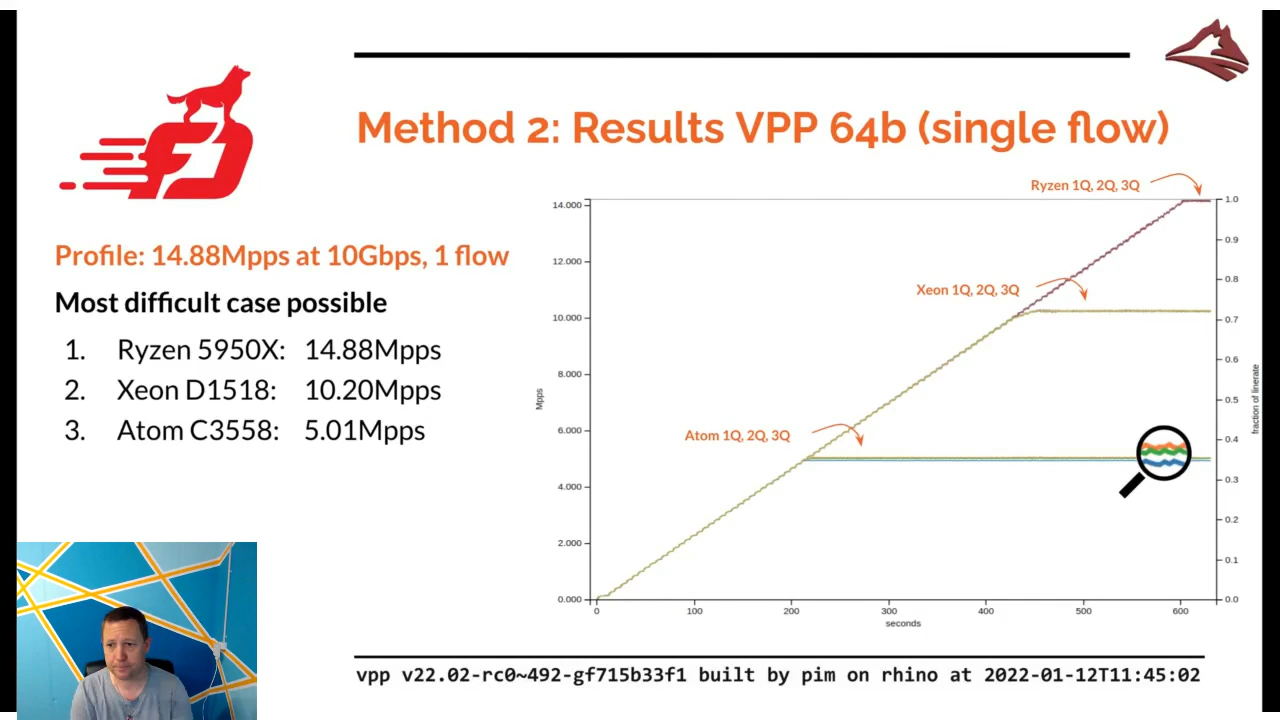 Method 2: Results VPP 64b (single flow)
Profile: 14.88Mpps at 10Gbps, 1 flow
Most difficult case possible
1. Ryzen 5950X: 14.88Mpps
2. Xeon D1518: 10.20Mpps
3. Atom C3558: 5.01Mpps
Ryzen 1Q, 2Q, 3Q
Xeon 1Q, 2Q, 3Q
Atom 1Q, 2Q, 3Q
Mpps
14.000
12.000
10.000
8.000
6.000
4.000
2.000
0.000
0 100 200 300 400 500 600
seconds
1.0
0.9
0.8
0.7
0.6
0.5
0.4
0.3
0.2
0.1
0.0
fraction of linerate
vpp v22.02-rc0~492-gf715b33f1 built by pim on rhino at 2022-01-12T11:45:02